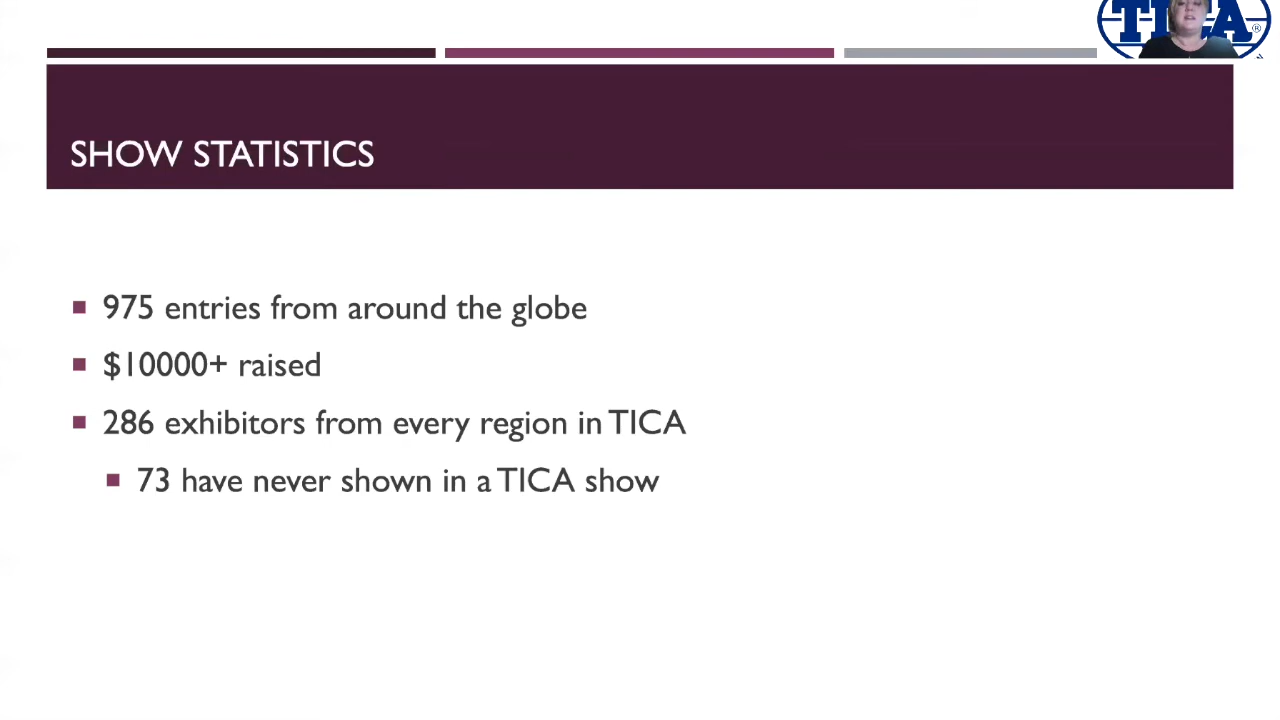 TICA
®
SHOW STATISTICS
975 entries from around the globe
$10000+ raised
286 exhibitors from every region in TICA
73 have never shown in a TICA show